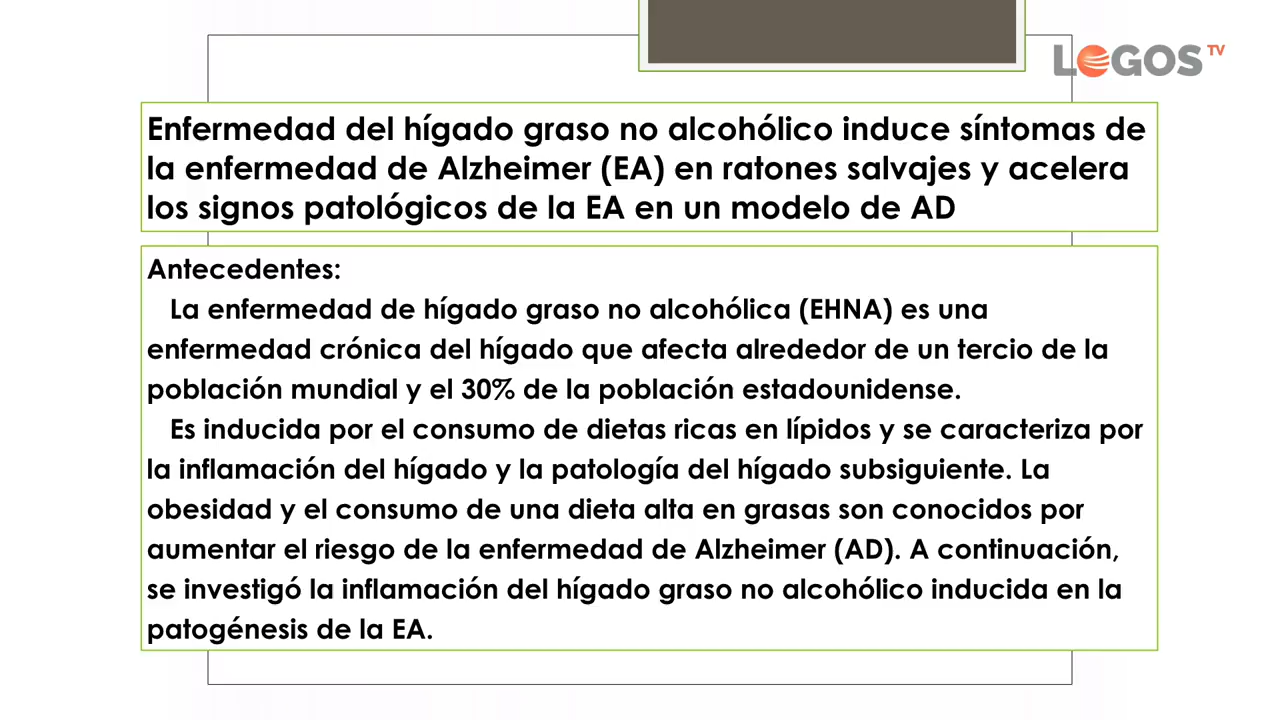 LOGOS TV
Enfermedad del hígado graso no alcohólico induce síntomas de
la enfermedad de Alzheimer (EA) en ratones salvajes y acelera
los signos patológicos de la EA en un modelo de AD
Antecedentes:
La enfermedad de hígado graso no alcohólica (EHNA) es una
enfermedad crónica del hígado que afecta alrededor de un tercio de la
población mundial y el 30% de la población estadounidense.
Es inducida por el consumo de dietas ricas en lípidos y se caracteriza por
la inflamación del hígado y la patología del hígado subsiguiente. La
obesidad y el consumo de una dieta alta en grasas son conocidos por
aumentar el riesgo de la enfermedad de Alzheimer (AD). A continuación,
se investigó la inflamación del hígado graso no alcohólico inducida en la
patogénesis de la EA.